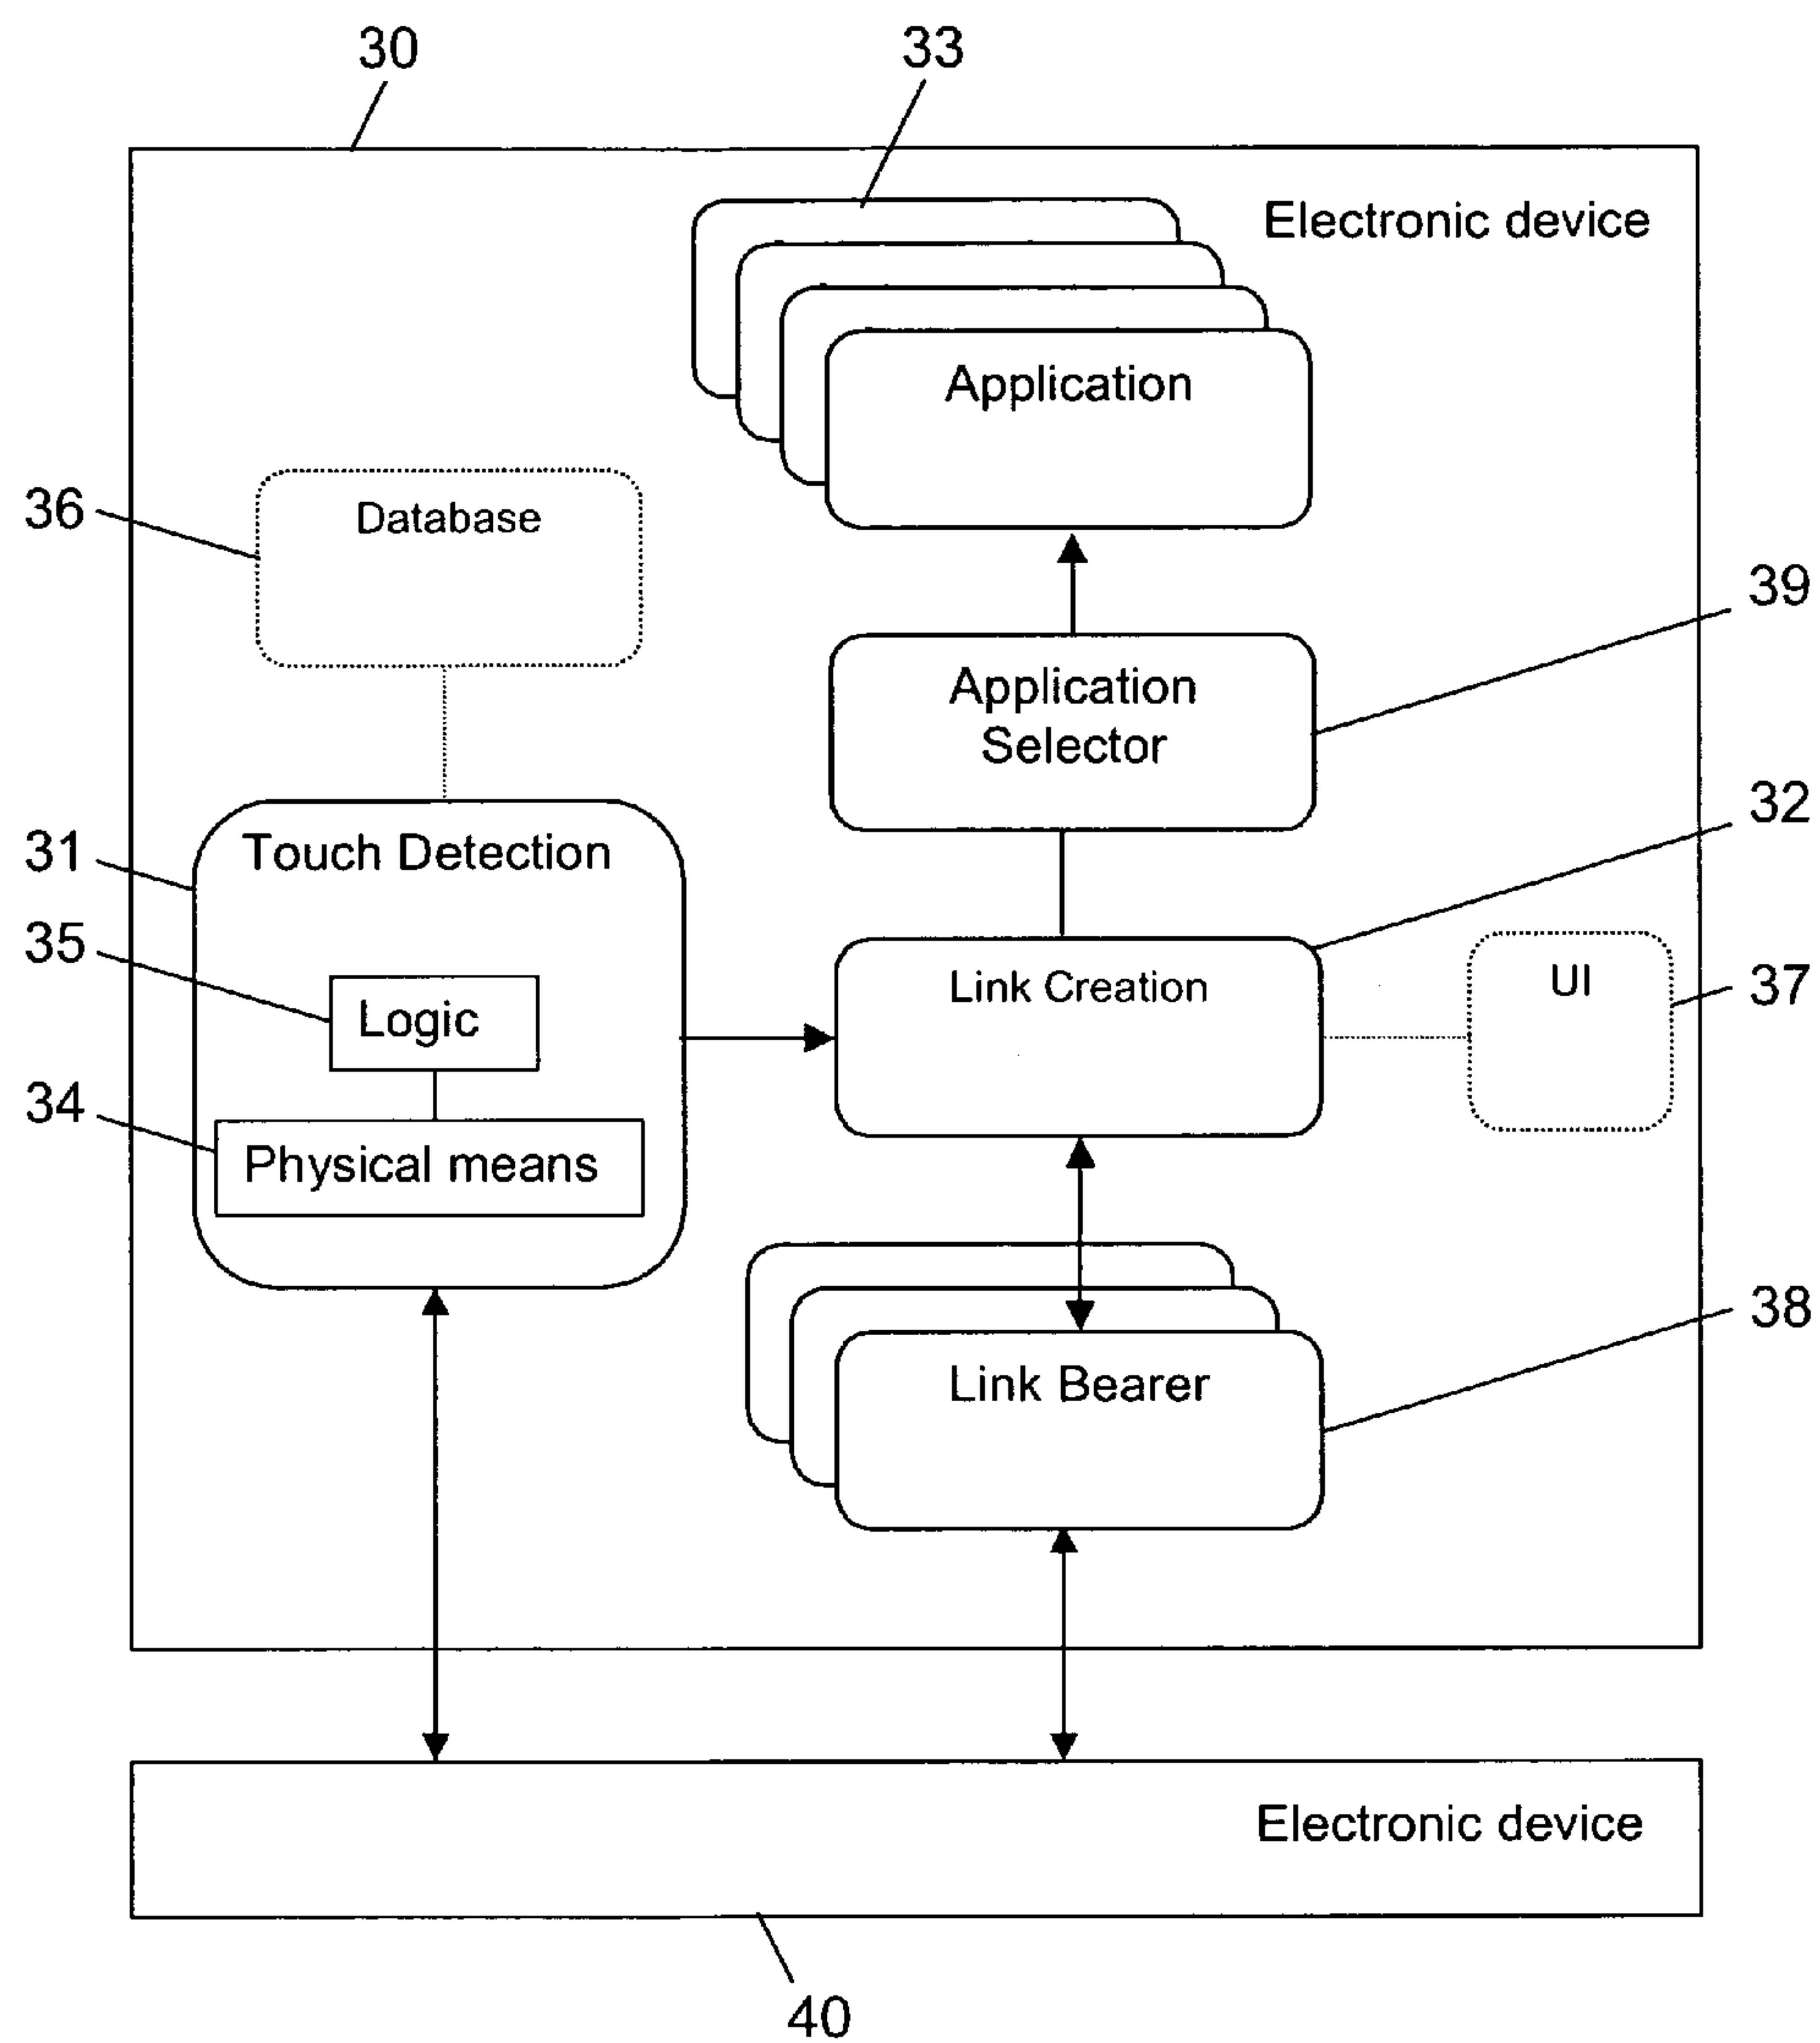 30
33
Electronic device
Application
36
Database
39
Application
Selector
32
31
Touch Detection
35
Logic
Link Creation
UI
37
34
Physical means
38
Link Bearer
Electronic device
40